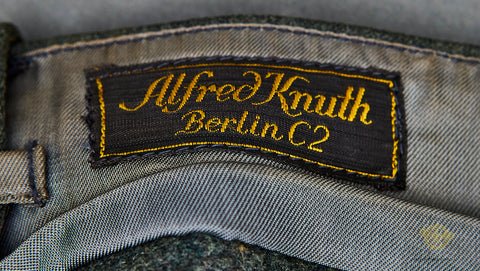 Alfred Knuth
Berlin C2